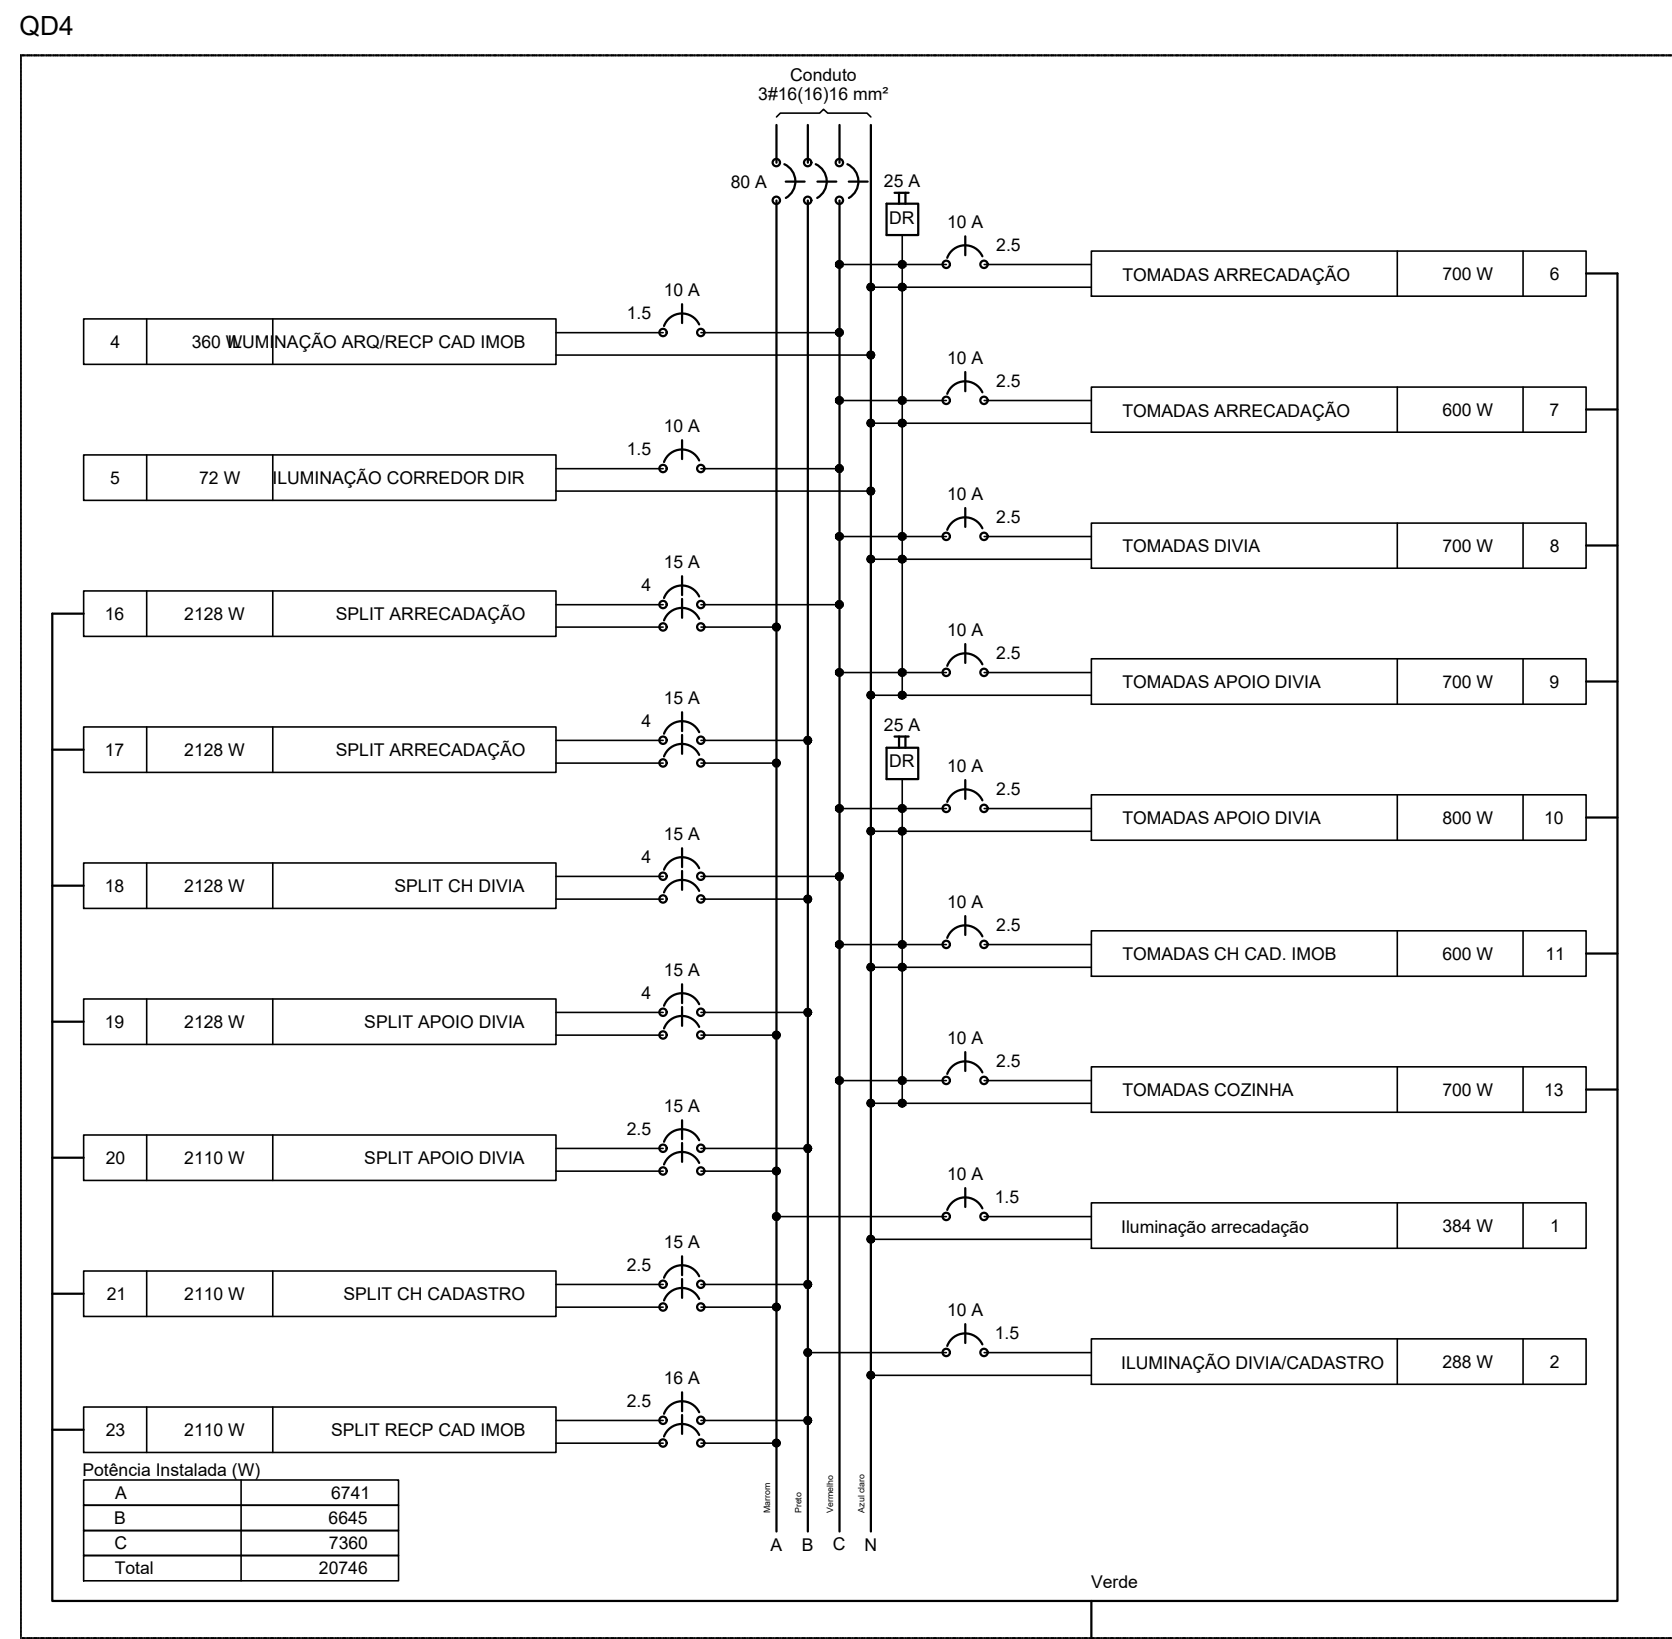 QD4
Conduto
3#16(16)16 mm²
80 A
25 A
DR
10 A
2.5
TOMADAS ARRECADAÇÃO 700 W 6
10 A
1.5
4 360 W ILUMINAÇÃO ARQ/RECP CAD IMOB
10 A
2.5
TOMADAS ARRECADAÇÃO 600 W 7
10 A
1.5
5 72 W ILUMINAÇÃO CORREDOR DIR
10 A
2.5
TOMADAS DIVIA 700 W 8
15 A
4
16 2128 W SPLIT ARRECADAÇÃO
10 A
2.5
TOMADAS APOIO DIVIA 700 W 9
15 A
4
17 2128 W SPLIT ARRECADAÇÃO
25 A
DR
10 A
2.5
TOMADAS APOIO DIVIA 800 W 10
15 A
4
18 2128 W SPLIT CH DIVIA
10 A
2.5
TOMADAS CH CAD. IMOB 600 W 11
15 A
4
19 2128 W SPLIT APOIO DIVIA
10 A
2.5
TOMADAS COZINHA 700 W 13
15 A
2.5
20 2110 W SPLIT APOIO DIVIA
10 A
1.5
Iluminação arrecadação 384 W 1
15 A
2.5
21 2110 W SPLIT CH CADASTRO
10 A
1.5
ILUMINAÇÃO DIVIA/CADASTRO 288 W 2
16 A
2.5
23 2110 W SPLIT RECP CAD IMOB
Potência Instalada (W)
A 6741
B 6645
C 7360
Total 20746
Marrom
Preto
Vermelho
Azul claro
A B C N
Verde